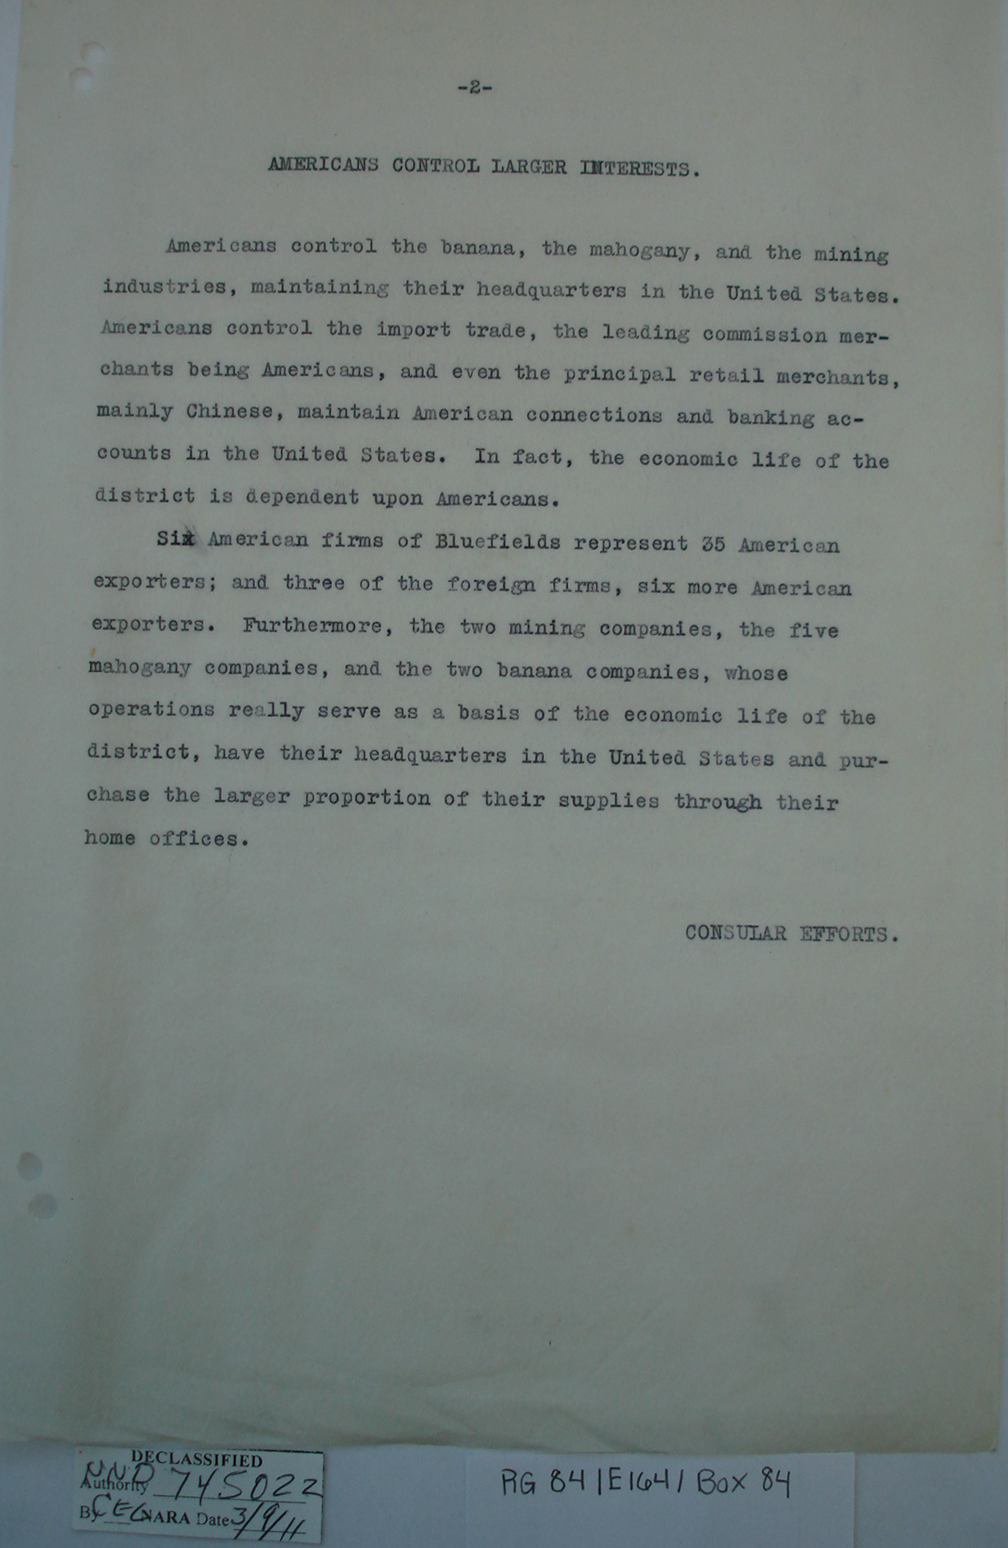 -2-
AMERICANS CONTROL LARGER INTERESTS.
Americans control the banana, the mahogany, and the mining
industries, maintaining their headquarters in the United States.
Americans control the import trade, the leading commission mer-
chants being Americans, and even the principal retail merchants,
mainly Chinese, maintain American connections and banking ac-
counts in the United States. In fact, the economic life of the
district is dependent upon Americans.
Six American firms of Bluefields represent 35 American
exporters; and three of the foreign firms, six more American
exporters. Furthermore, the two mining companies, the five
mahogany companies, and the two banana companies, whose
operations really serve as a basis of the economic life of the
district, have their headquarters in the United States and pur-
chase the larger proportion of their supplies through their
home offices.
CONSULAR EFFORTS.
DECLASSIFIED
Authority NND 745022
By CEG NARA Date 3/9/11
RG 84 | E 164 / Box 84